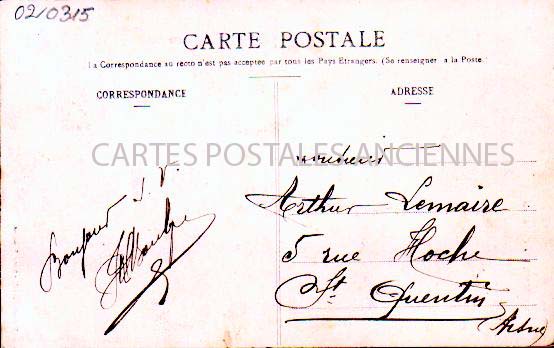 02/0315
CARTE POSTALE
La Correspondance au recto n'est pas acceptée par tous les Pays Etrangers. (Se renseigner à la Poste
CORRESPONDANCE
ADRESSE
CARTES POSTALES ANCIENNES
Monsieur
Arthur Lemaire
5 rue Hoche
St Quentin
Bonjour